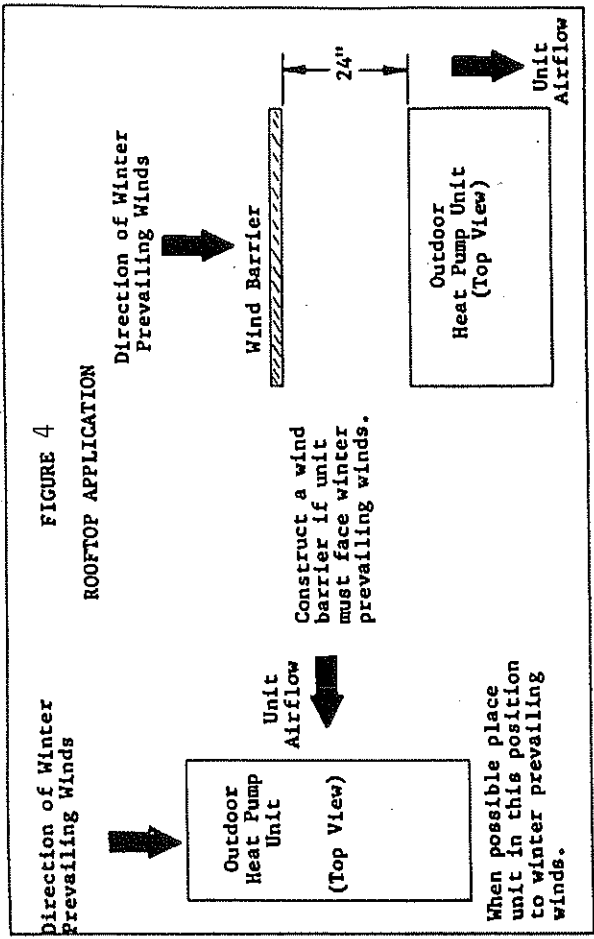 FIGURE 4
ROOFTOP APPLICATION
Direction of Winter
Prevailing Winds
Outdoor
Heat Pump
Unit
(Top View)
Unit
Airflow
When possible place
unit in this position
to winter prevailing
winds.
Construct a wind
barrier if unit
must face winter
prevailing winds.
Direction of Winter
Prevailing Winds
Wind Barrier
24"
Outdoor
Heat Pump Unit
(Top View)
Unit
Airflow